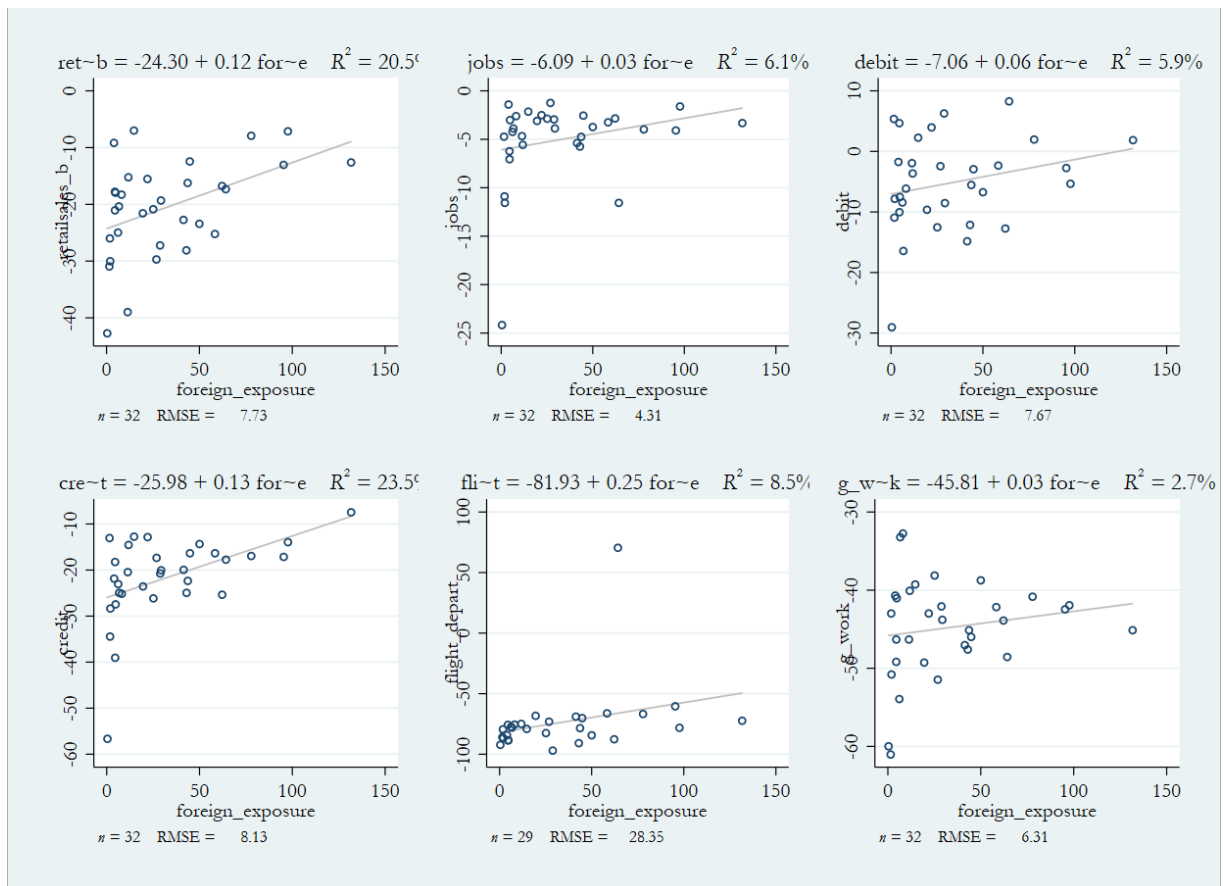 ret~b = -24.30 + 0.12 for~e R² = 20.5%
retailsales_b
0
-10
-20
-30
-40
0 50 100 150
foreign_exposure
n = 32 RMSE = 7.73
jobs = -6.09 + 0.03 for~e R² = 6.1%
jobs
0
-5
-10
-15
-20
-25
0 50 100 150
foreign_exposure
n = 32 RMSE = 4.31
debit = -7.06 + 0.06 for~e R² = 5.9%
debit
10
0
-10
-20
-30
0 50 100 150
foreign_exposure
n = 32 RMSE = 7.67
cre~t = -25.98 + 0.13 for~e R² = 23.5%
credit
-10
-20
-30
-40
-50
-60
0 50 100 150
foreign_exposure
n = 32 RMSE = 8.13
fli~t = -81.93 + 0.25 for~e R² = 8.5%
flight_depart
100
50
0
-50
-100
0 50 100 150
foreign_exposure
n = 29 RMSE = 28.35
g_w~k = -45.81 + 0.03 for~e R² = 2.7%
g_work
-30
-40
-50
-60
0 50 100 150
foreign_exposure
n = 32 RMSE = 6.31